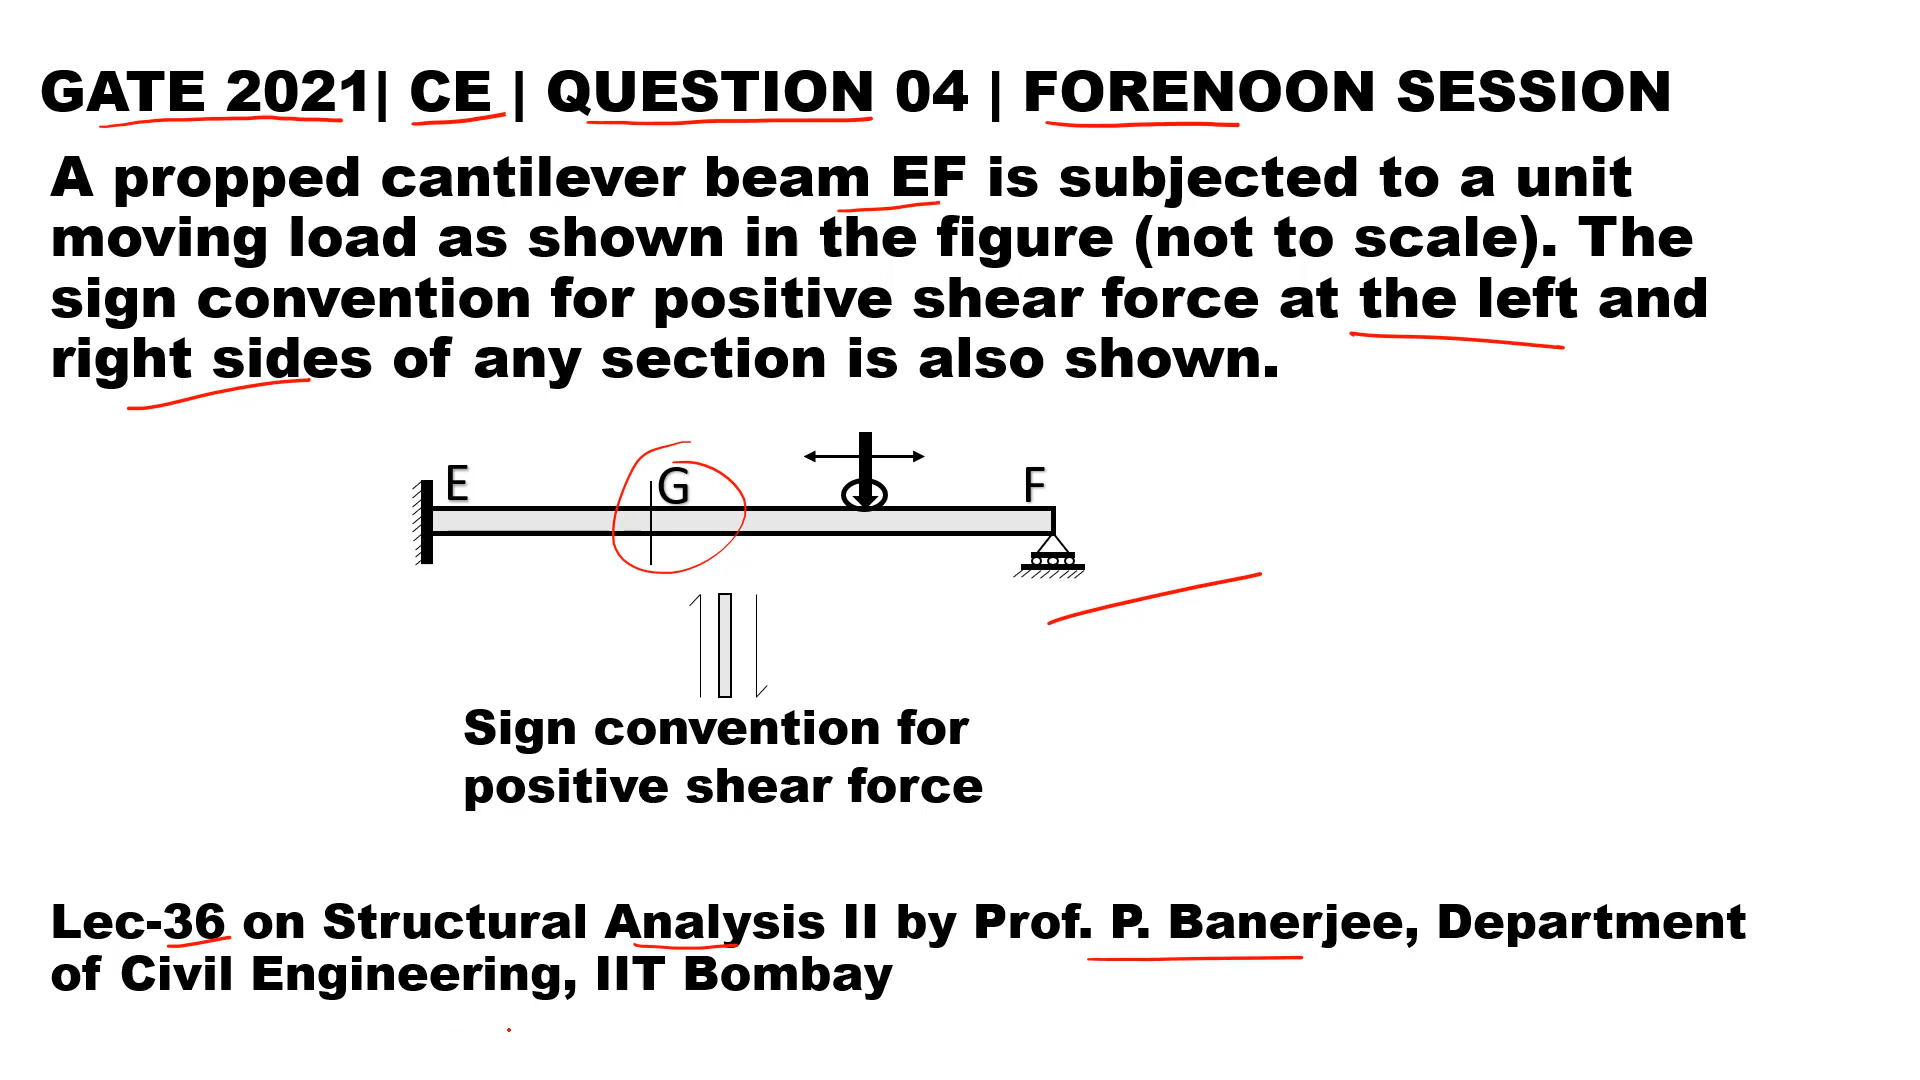 GATE 2021| CE | QUESTION 04 | FORENOON SESSION
A propped cantilever beam EF is subjected to a unit
moving load as shown in the figure (not to scale). The
sign convention for positive shear force at the left and
right sides of any section is also shown.
E G F
Sign convention for
positive shear force
Lec-36 on Structural Analysis II by Prof. P. Banerjee, Department
of Civil Engineering, IIT Bombay